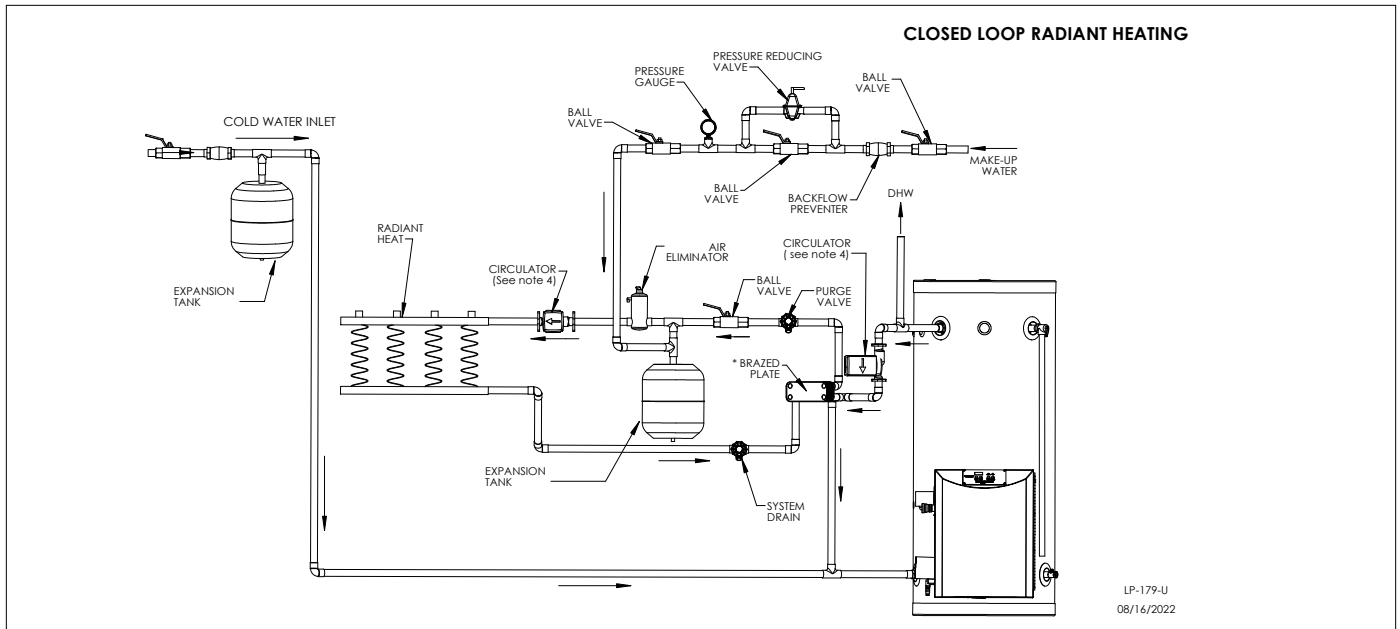 CLOSED LOOP RADIANT HEATING
PRESSURE REDUCING
VALVE
PRESSURE
GAUGE
BALL
VALVE
BALL
VALVE
COLD WATER INLET
MAKE-UP
WATER
BALL
VALVE
BACKFLOW
PREVENTER
DHW
RADIANT
HEAT
AIR
ELIMINATOR
CIRCULATOR
( see note 4)
CIRCULATOR
(See note 4)
BALL
VALVE
PURGE
VALVE
EXPANSION
TANK
* BRAZED
PLATE
EXPANSION
TANK
SYSTEM
DRAIN
LP-179-U
08/16/2022